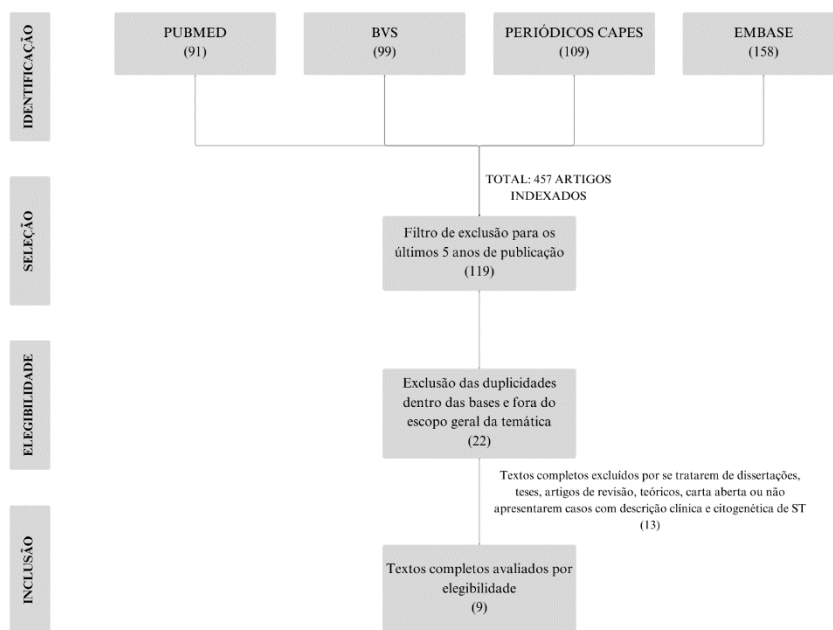 IDENTIFICAÇÃO
PUBMED
(91)
BVS
(99)
PERIÓDICOS CAPES
(109)
EMBASE
(158)
TOTAL: 457 ARTIGOS
INDEXADOS
SELEÇÃO
Filtro de exclusão para os
últimos 5 anos de publicação
(119)
ELEGIBILIDADE
Exclusão das duplicidades
dentro das bases e fora do
escopo geral da temática
(22)
Textos completos excluídos por se tratarem de dissertações,
teses, artigos de revisão, teóricos, carta aberta ou não
apresentarem casos com descrição clínica e citogenética de ST
(13)
INCLUSÃO
Textos completos avaliados por
elegibilidade
(9)